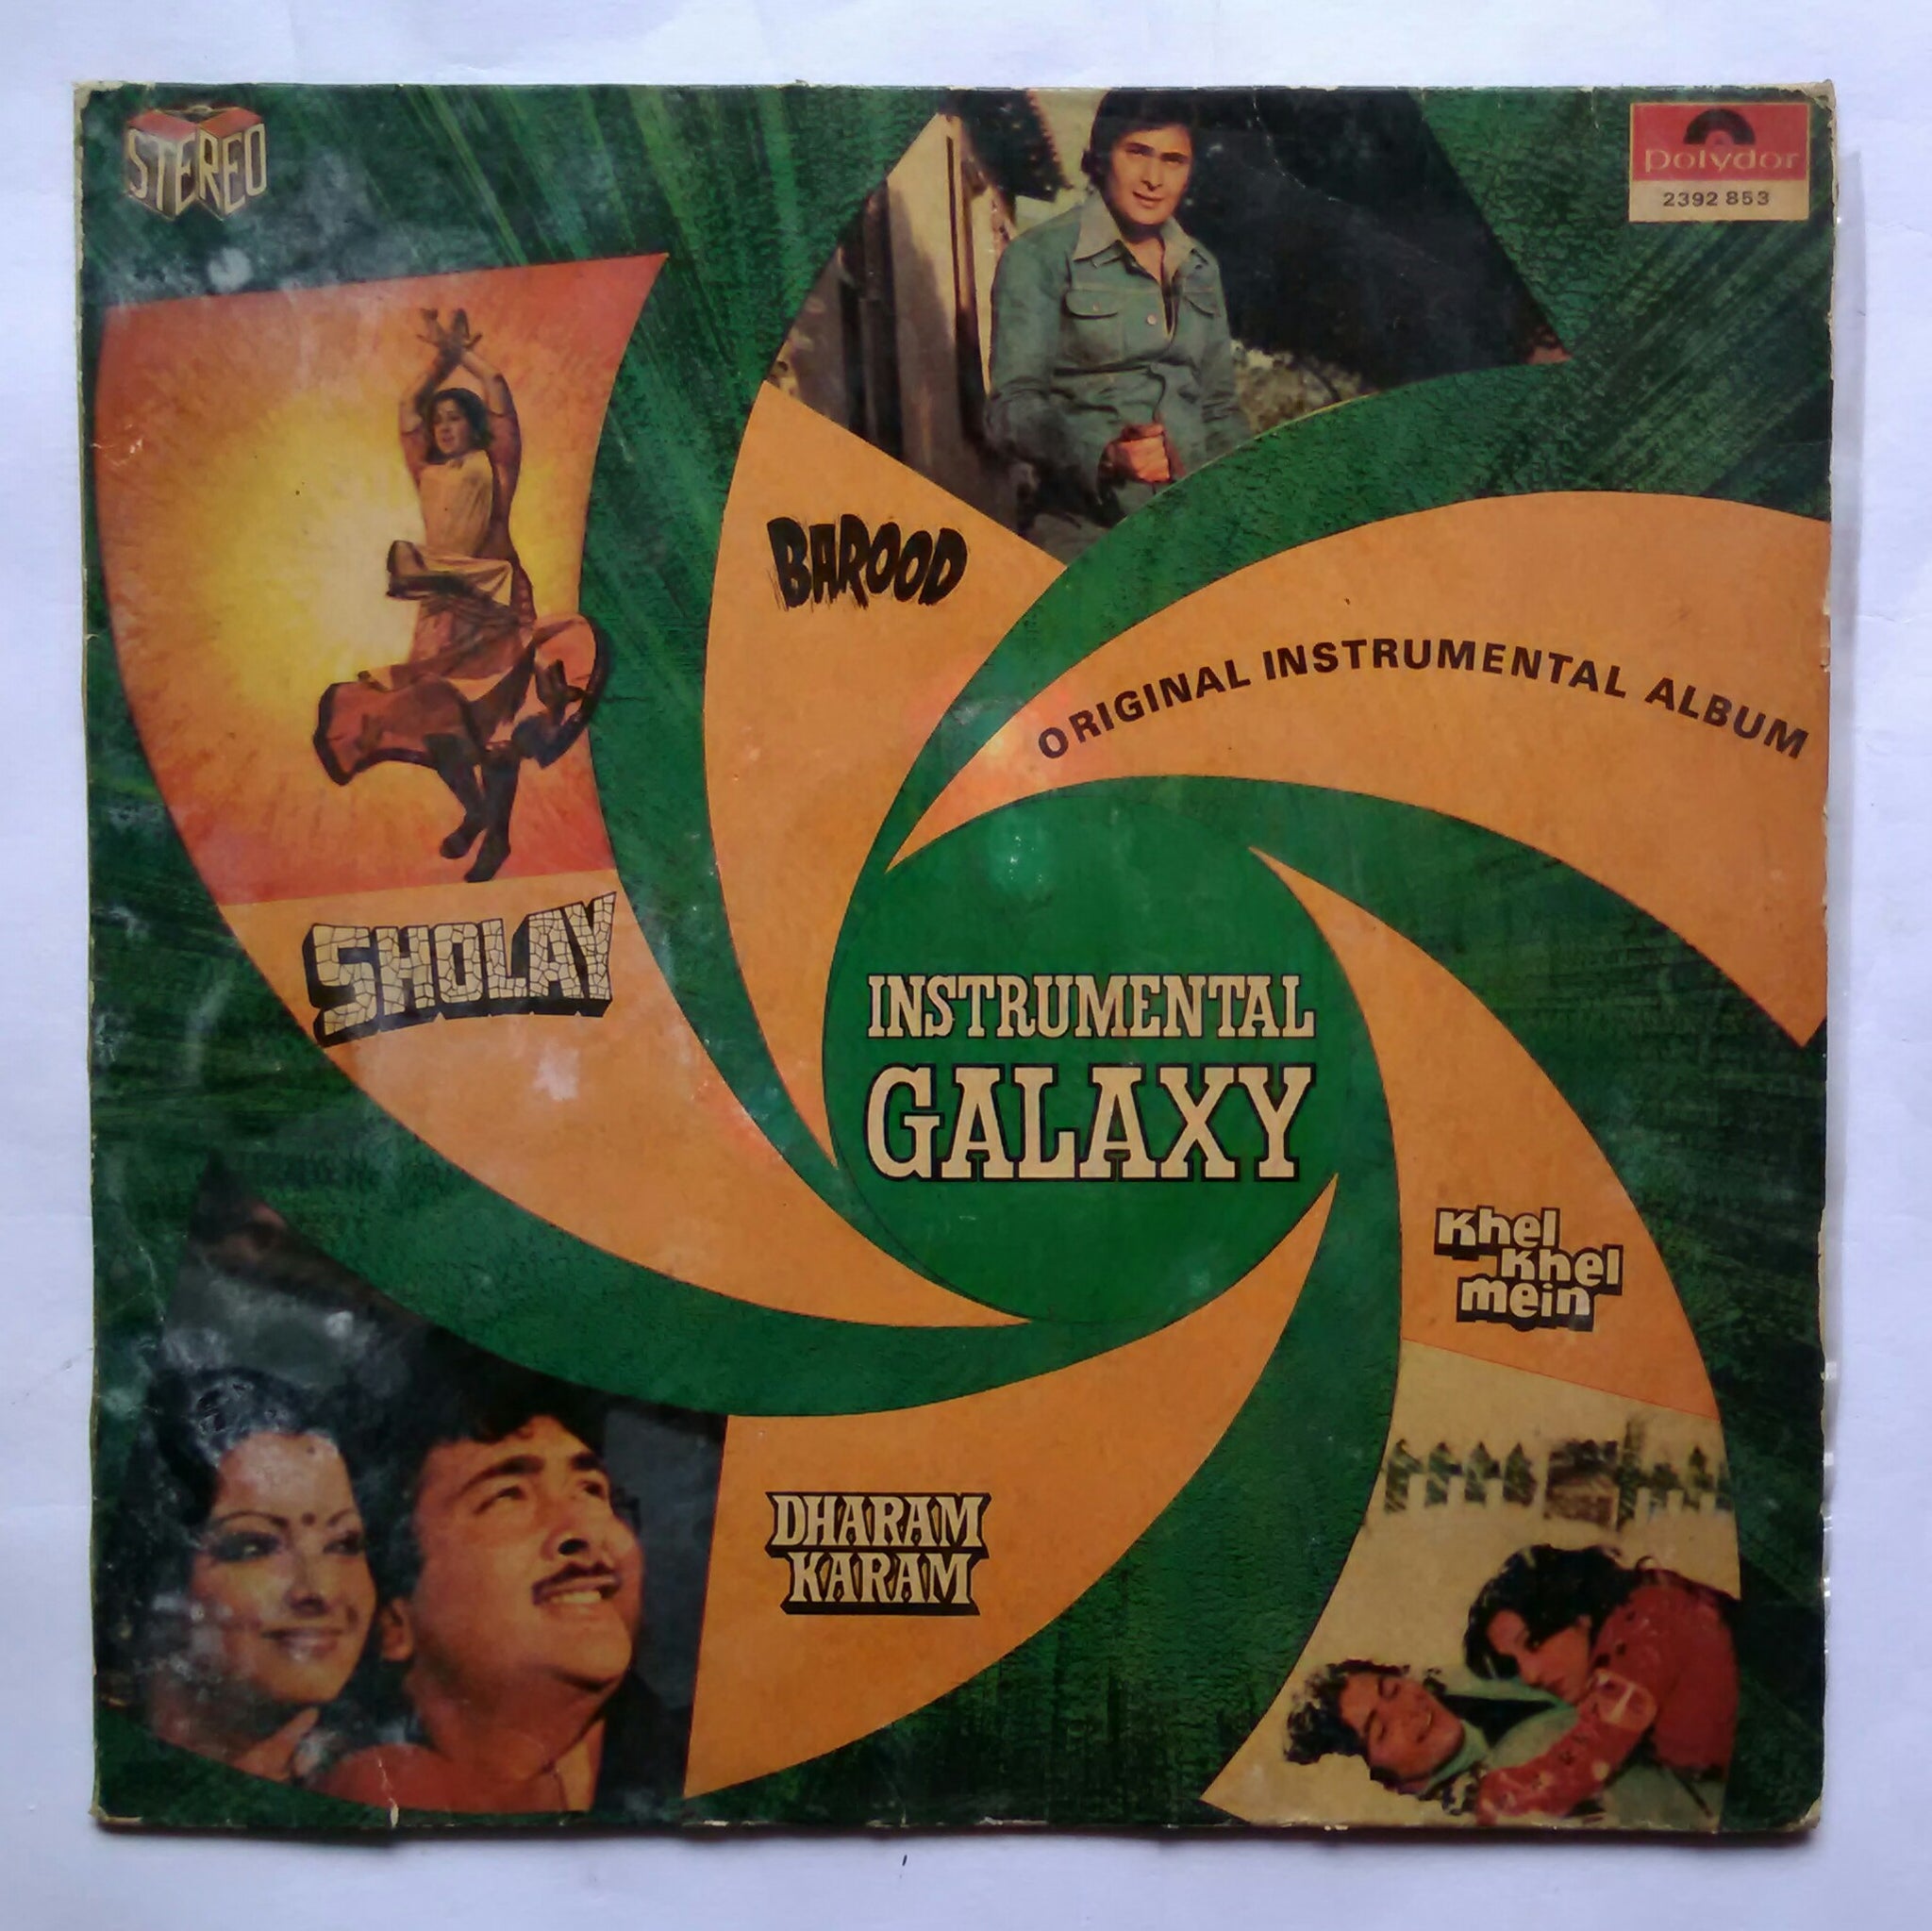 STEREO
polydor
2392 853
BAROOD
ORIGINAL INSTRUMENTAL ALBUM
SHOLAY
INSTRUMENTAL
GALAXY
Khel
Khel
mein
DHARAM
KARAM